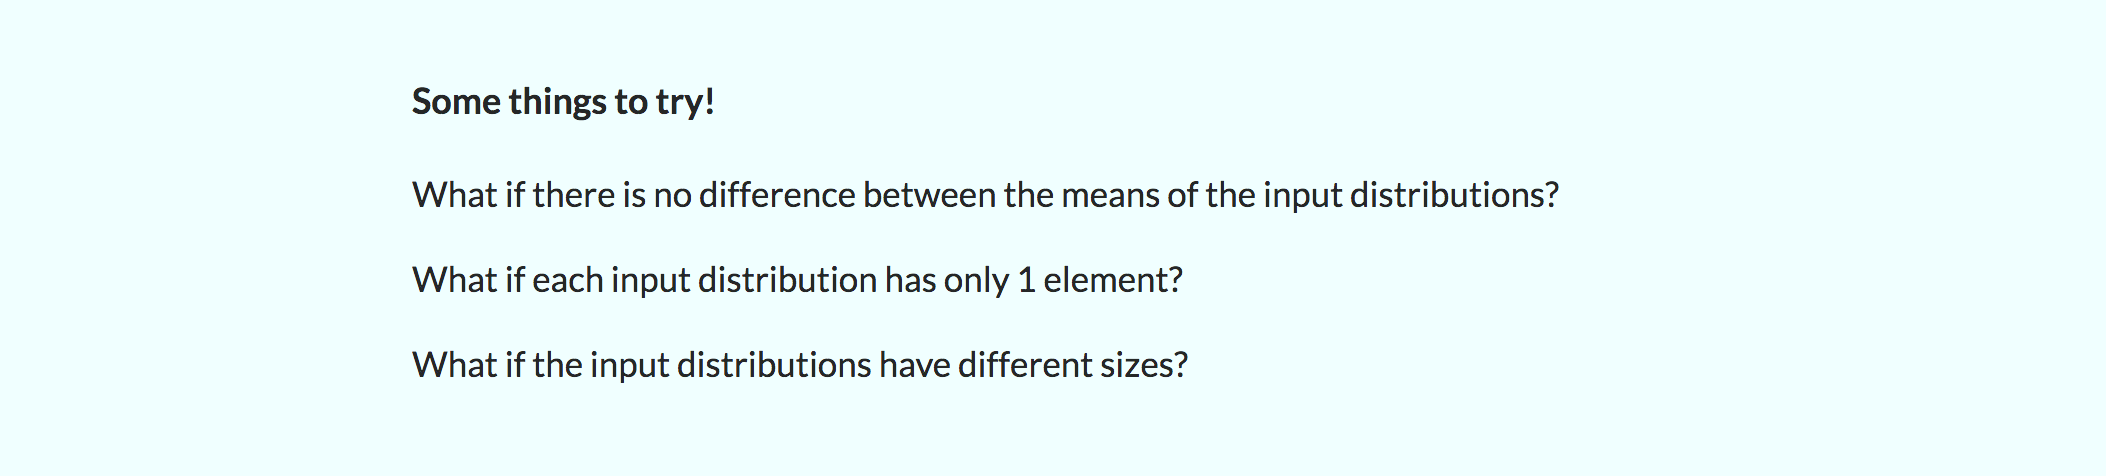 Some things to try!
What if there is no difference between the means of the input distributions?
What if each input distribution has only 1 element?
What if the input distributions have different sizes?